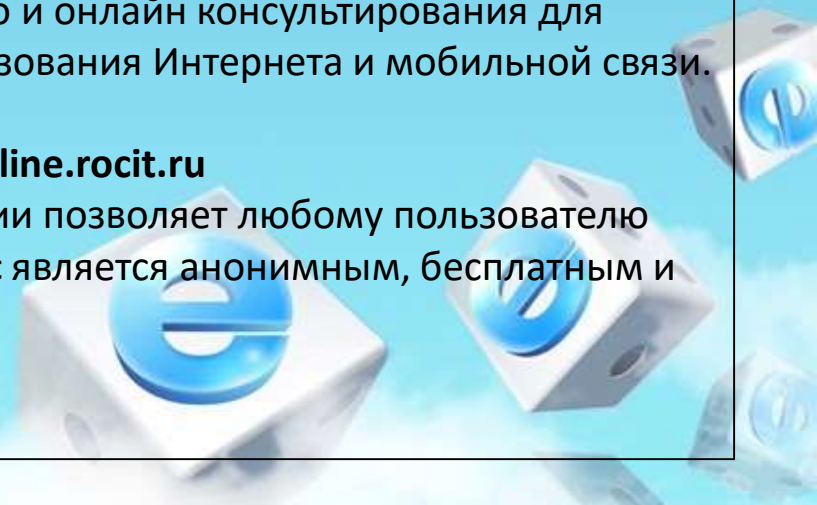 о и онлайн консультирования для
зования Интернета и мобильной связи.
line.rocit.ru
ии позволяет любому пользователю
с является анонимным, бесплатным и